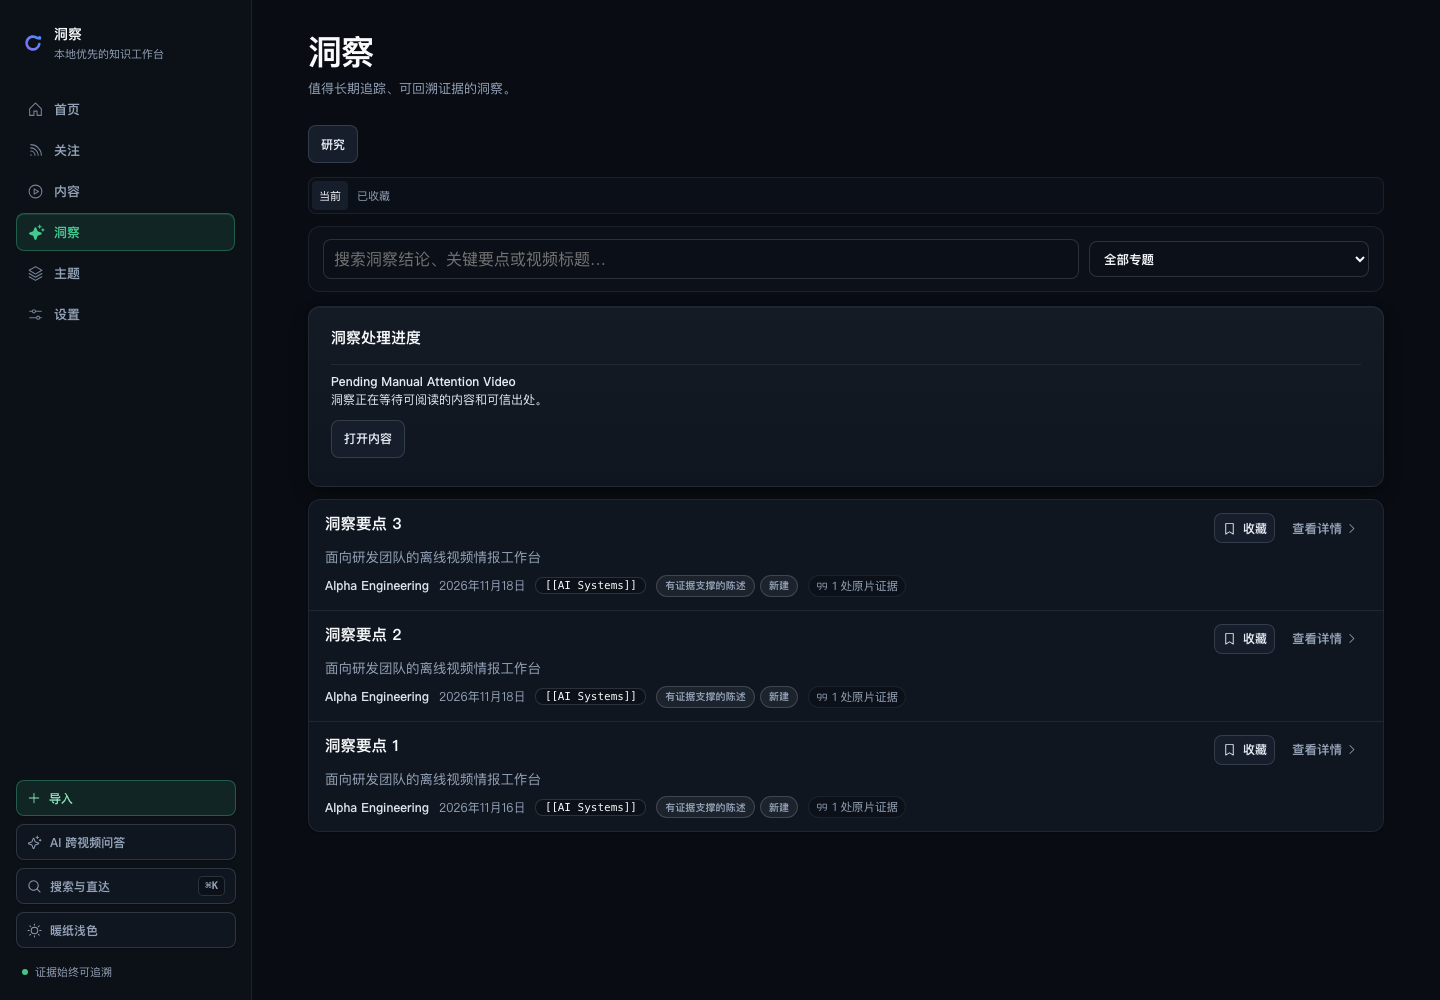 洞察
本地优先的知识工作台
首页
关注
内容
洞察
主题
设置
导入
AI 跨视频问答
搜索与直达 ⌘K
暖纸浅色
证据始终可追溯
洞察
值得长期追踪、可回溯证据的洞察。
研究
当前 已收藏
搜索洞察结论、关键要点或视频标题... 全部专题
洞察处理进度
Pending Manual Attention Video
洞察正在等待可阅读的内容和可信出处。
打开内容
洞察要点 3 收藏 查看详情
面向研发团队的离线视频情报工作台
Alpha Engineering 2026年11月18日 [[AI Systems]] 有证据支撑的陈述 新建 1 处原片证据
洞察要点 2 收藏 查看详情
面向研发团队的离线视频情报工作台
Alpha Engineering 2026年11月18日 [[AI Systems]] 有证据支撑的陈述 新建 1 处原片证据
洞察要点 1 收藏 查看详情
面向研发团队的离线视频情报工作台
Alpha Engineering 2026年11月16日 [[AI Systems]] 有证据支撑的陈述 新建 1 处原片证据